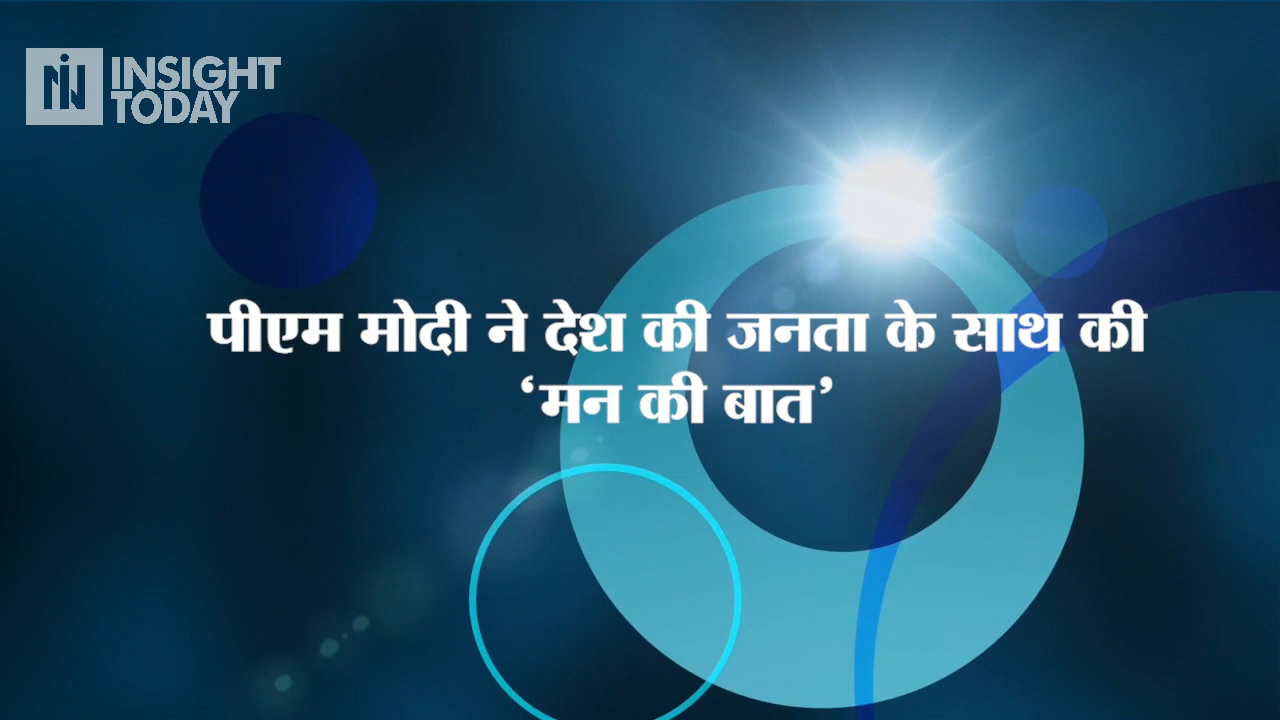 INSIGHT
TODAY
पीएम मोदी ने देश की जनता के साथ की
‘मन की बात’